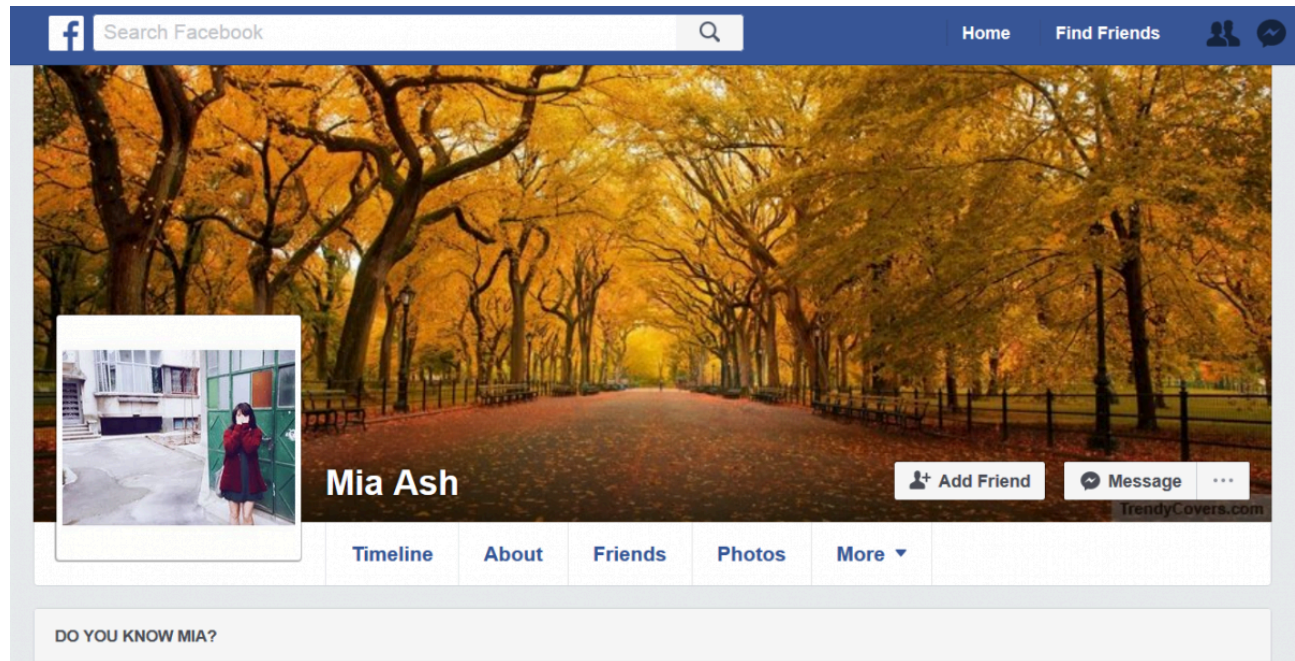 Search Facebook
Home Find Friends
Mia Ash
Add Friend Message ...
TrendyCovers.com
Timeline About Friends Photos More
DO YOU KNOW MIA?